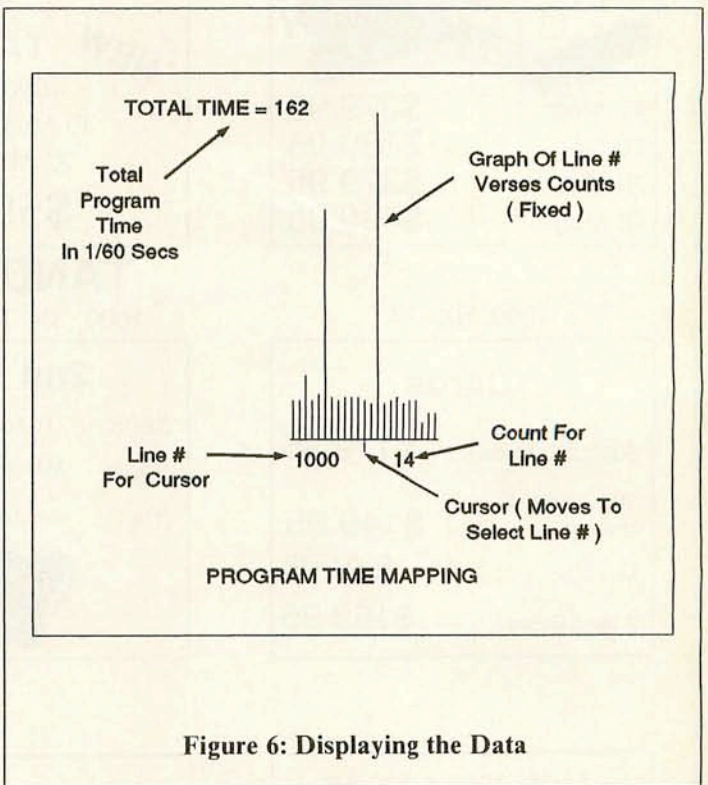 TOTAL TIME = 162
Total
Program
Time
In 1/60 Secs
Graph Of Line #
Verses Counts
( Fixed )
Line #
For Cursor
1000
14
Count For
Line #
Cursor ( Moves To
Select Line # )
PROGRAM TIME MAPPING
Figure 6: Displaying the Data